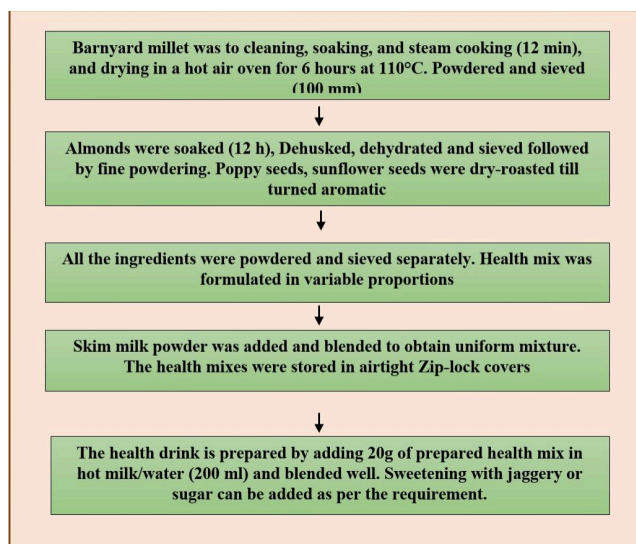 Barnyard millet was to cleaning, soaking, and steam cooking (12 min),
and drying in a hot air oven for 6 hours at 110°C. Powdered and sieved
(100 mm)
Almonds were soaked (12 h), Dehusked, dehydrated and sieved followed
by fine powdering. Poppy seeds, sunflower seeds were dry-roasted till
turned aromatic
All the ingredients were powdered and sieved separately. Health mix was
formulated in variable proportions
Skim milk powder was added and blended to obtain uniform mixture.
The health mixes were stored in airtight Zip-lock covers
The health drink is prepared by adding 20g of prepared health mix in
hot milk/water (200 ml) and blended well. Sweetening with jaggery or
sugar can be added as per the requirement.